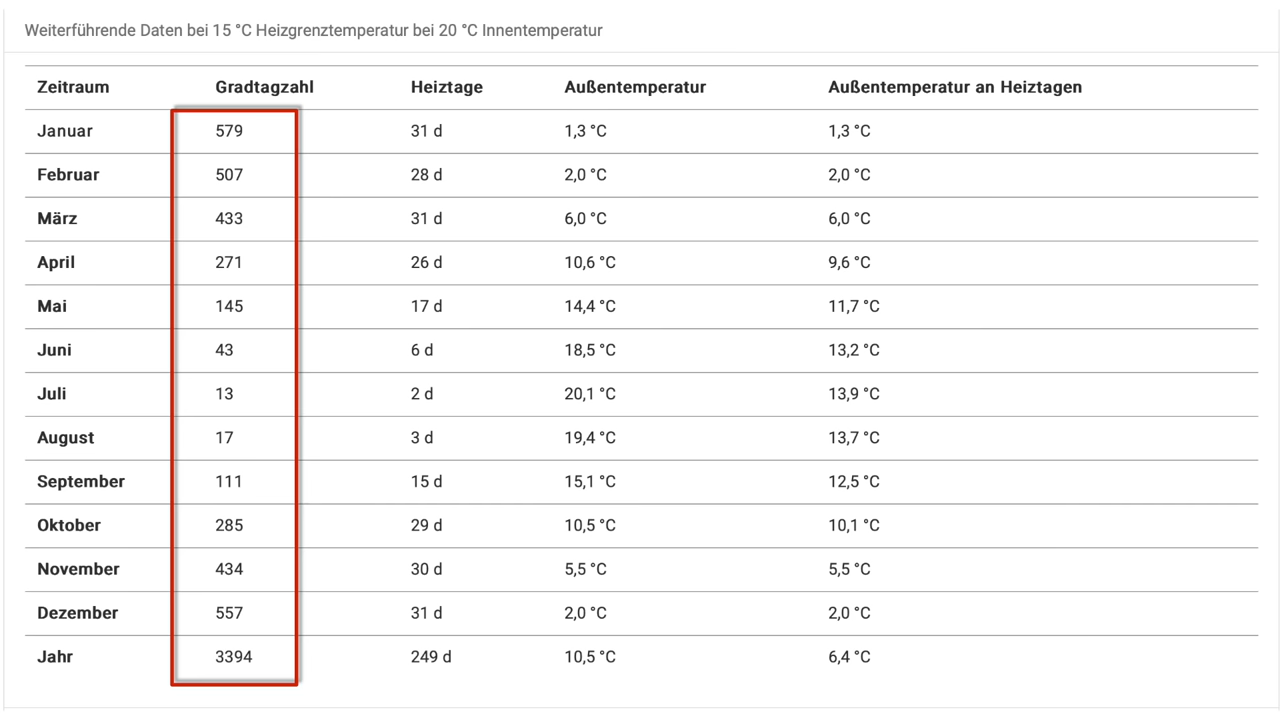 Weiterführende Daten bei 15 °C Heizgrenztemperatur bei 20 °C Innentemperatur
Zeitraum Gradtagzahl Heiztage Außentemperatur Außentemperatur an Heiztagen
Januar 579 31 d 1,3 °C 1,3 °C
Februar 507 28 d 2,0 °C 2,0 °C
März 433 31 d 6,0 °C 6,0 °C
April 271 26 d 10,6 °C 9,6 °C
Mai 145 17 d 14,4 °C 11,7 °C
Juni 43 6 d 18,5 °C 13,2 °C
Juli 13 2 d 20,1 °C 13,9 °C
August 17 3 d 19,4 °C 13,7 °C
September 111 15 d 15,1 °C 12,5 °C
Oktober 285 29 d 10,5 °C 10,1 °C
November 434 30 d 5,5 °C 5,5 °C
Dezember 557 31 d 2,0 °C 2,0 °C
Jahr 3394 249 d 10,5 °C 6,4 °C